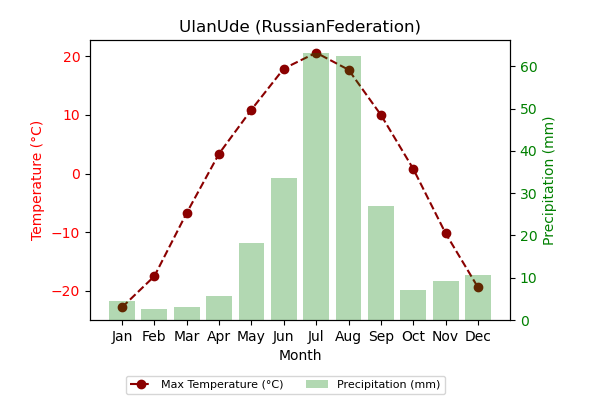 UlanUde (RussianFederation)
20
10
0
−10
−20
Temperature (°C)
60
50
40
30
20
10
0
Precipitation (mm)
Jan Feb Mar Apr May Jun Jul Aug Sep Oct Nov Dec
Month
Max Temperature (°C) Precipitation (mm)